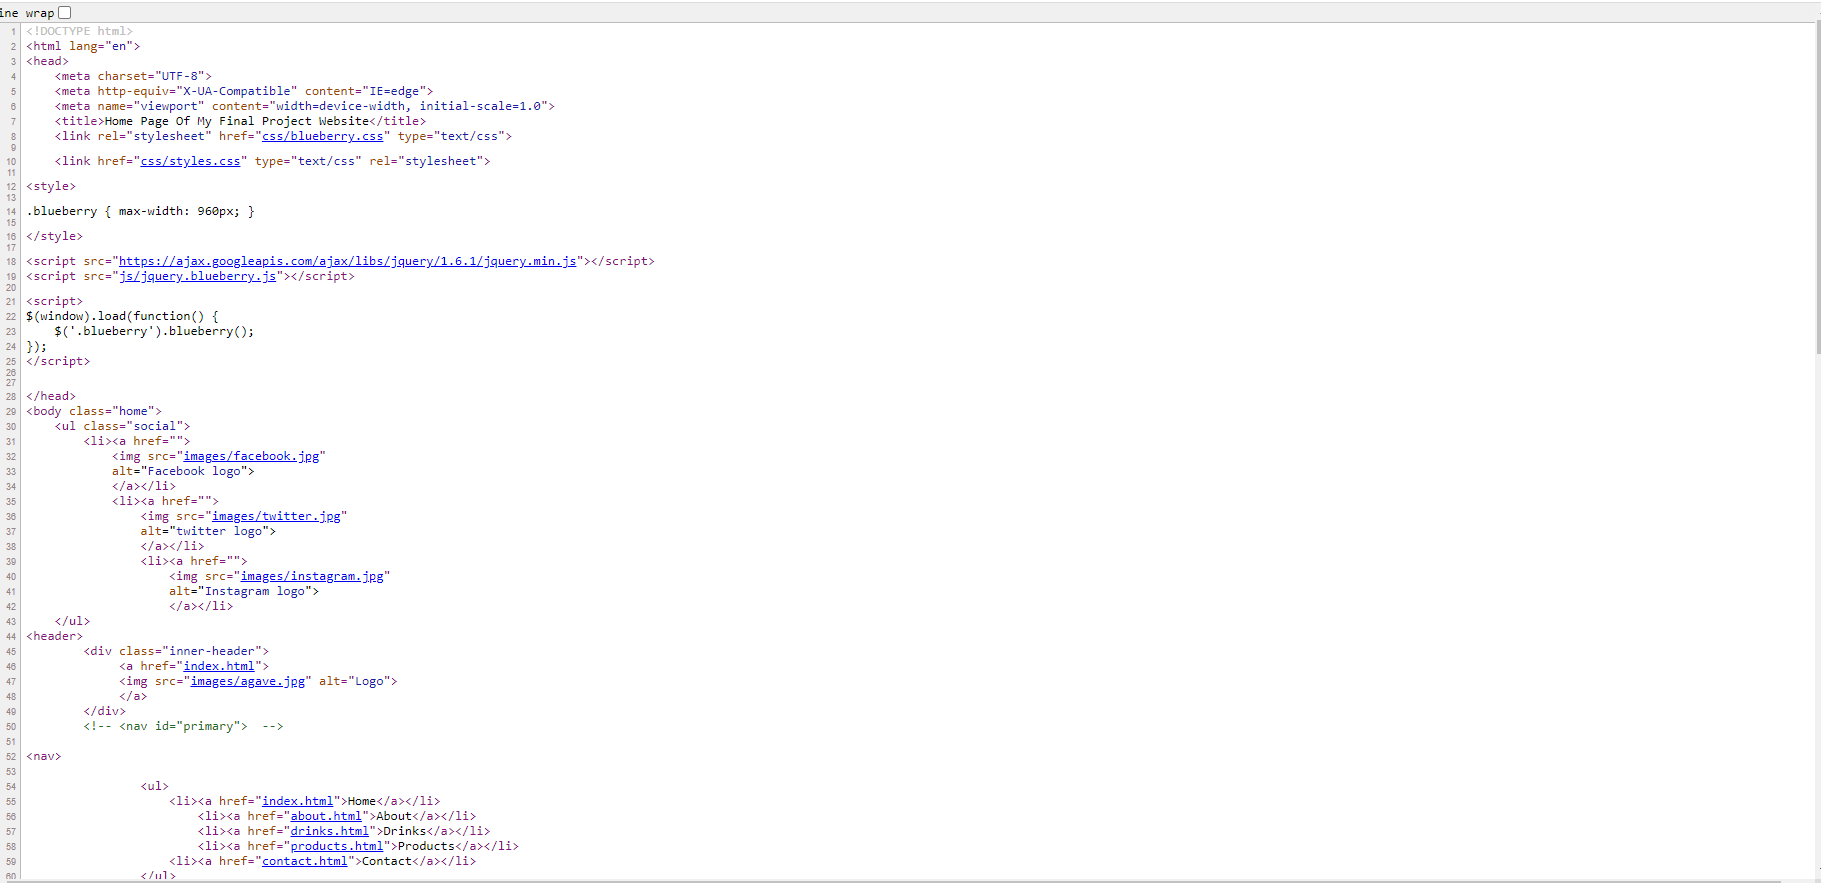 ine wrap
1 <!DOCTYPE html>
2 <html lang="en">
3 <head>
4     <meta charset="UTF-8">
5     <meta http-equiv="X-UA-Compatible" content="IE=edge">
6     <meta name="viewport" content="width=device-width, initial-scale=1.0">
7     <title>Home Page Of My Final Project Website</title>
8     <link rel="stylesheet" href="css/blueberry.css" type="text/css">
9
10     <link href="css/styles.css" type="text/css" rel="stylesheet">
11
12 <style>
13
14 .blueberry { max-width: 960px; }
15
16 </style>
17
18 <script src="https://ajax.googleapis.com/ajax/libs/jquery/1.6.1/jquery.min.js"></script>
19 <script src="js/jquery.blueberry.js"></script>
20
21 <script>
22 $(window).load(function() {
23     $('.blueberry').blueberry();
24 });
25 </script>
26
27
28 </head>
29 <body class="home">
30     <ul class="social">
31         <li><a href="">
32             <img src="images/facebook.jpg"
33             alt="Facebook logo">
34             </a></li>
35             <li><a href="">
36                 <img src="images/twitter.jpg"
37                 alt="twitter logo">
38                 </a></li>
39                 <li><a href="">
40                     <img src="images/instagram.jpg"
41                     alt="Instagram logo">
42                     </a></li>
43     </ul>
44 <header>
45         <div class="inner-header">
46              <a href="index.html">
47              <img src="images/agave.jpg" alt="Logo">
48              </a>
49         </div>
50         <!-- <nav id="primary">  -->
51
52 <nav>
53
54                 <ul>
55                     <li><a href="index.html">Home</a></li>
56                         <li><a href="about.html">About</a></li>
57                         <li><a href="drinks.html">Drinks</a></li>
58                         <li><a href="products.html">Products</a></li>
59                     <li><a href="contact.html">Contact</a></li>
60                 </ul>